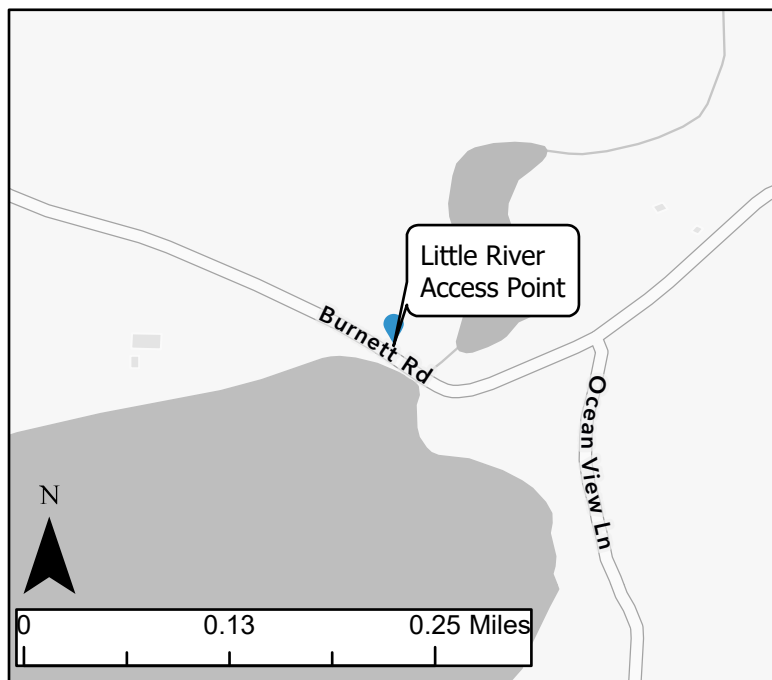 Little River
Access Point
Burnett Rd
Ocean View Ln
N
0 0.13 0.25 Miles